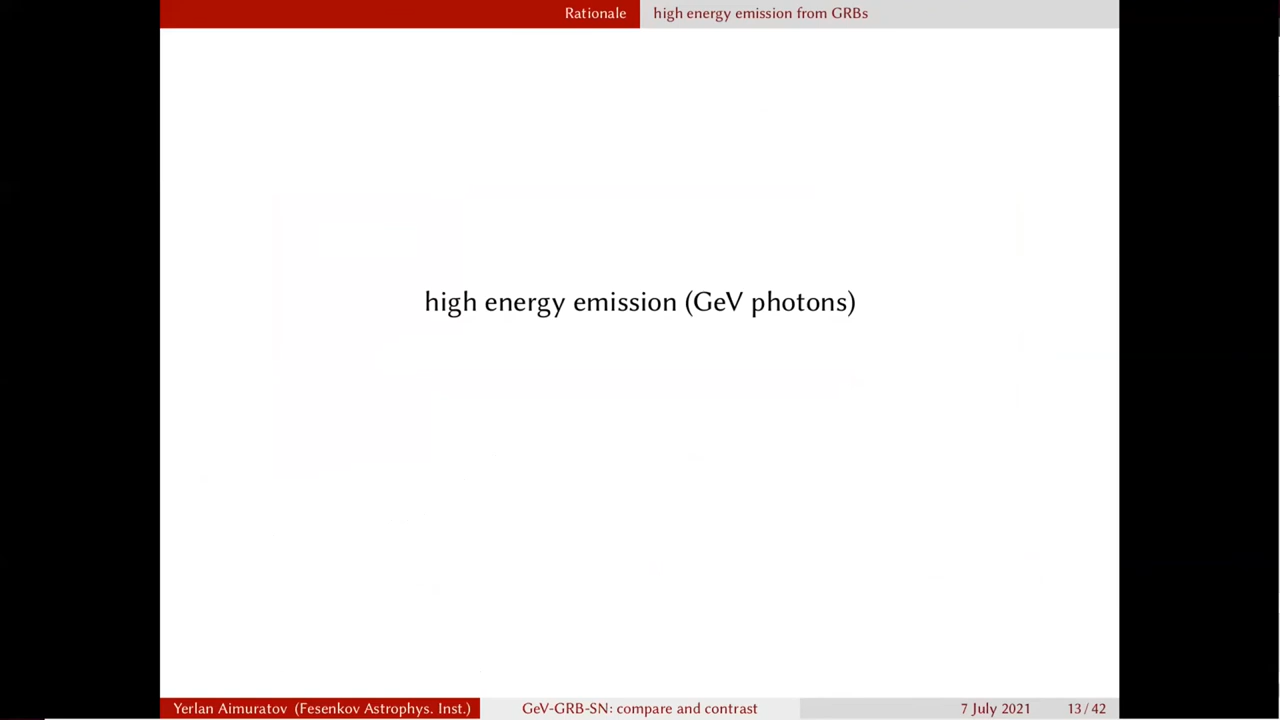 Rationale high energy emission from GRBs
high energy emission (GeV photons)
Yerlan Aimuratov (Fesenkov Astrophys. Inst.) GeV-GRB-SN: compare and contrast 7 July 2021 13 / 42